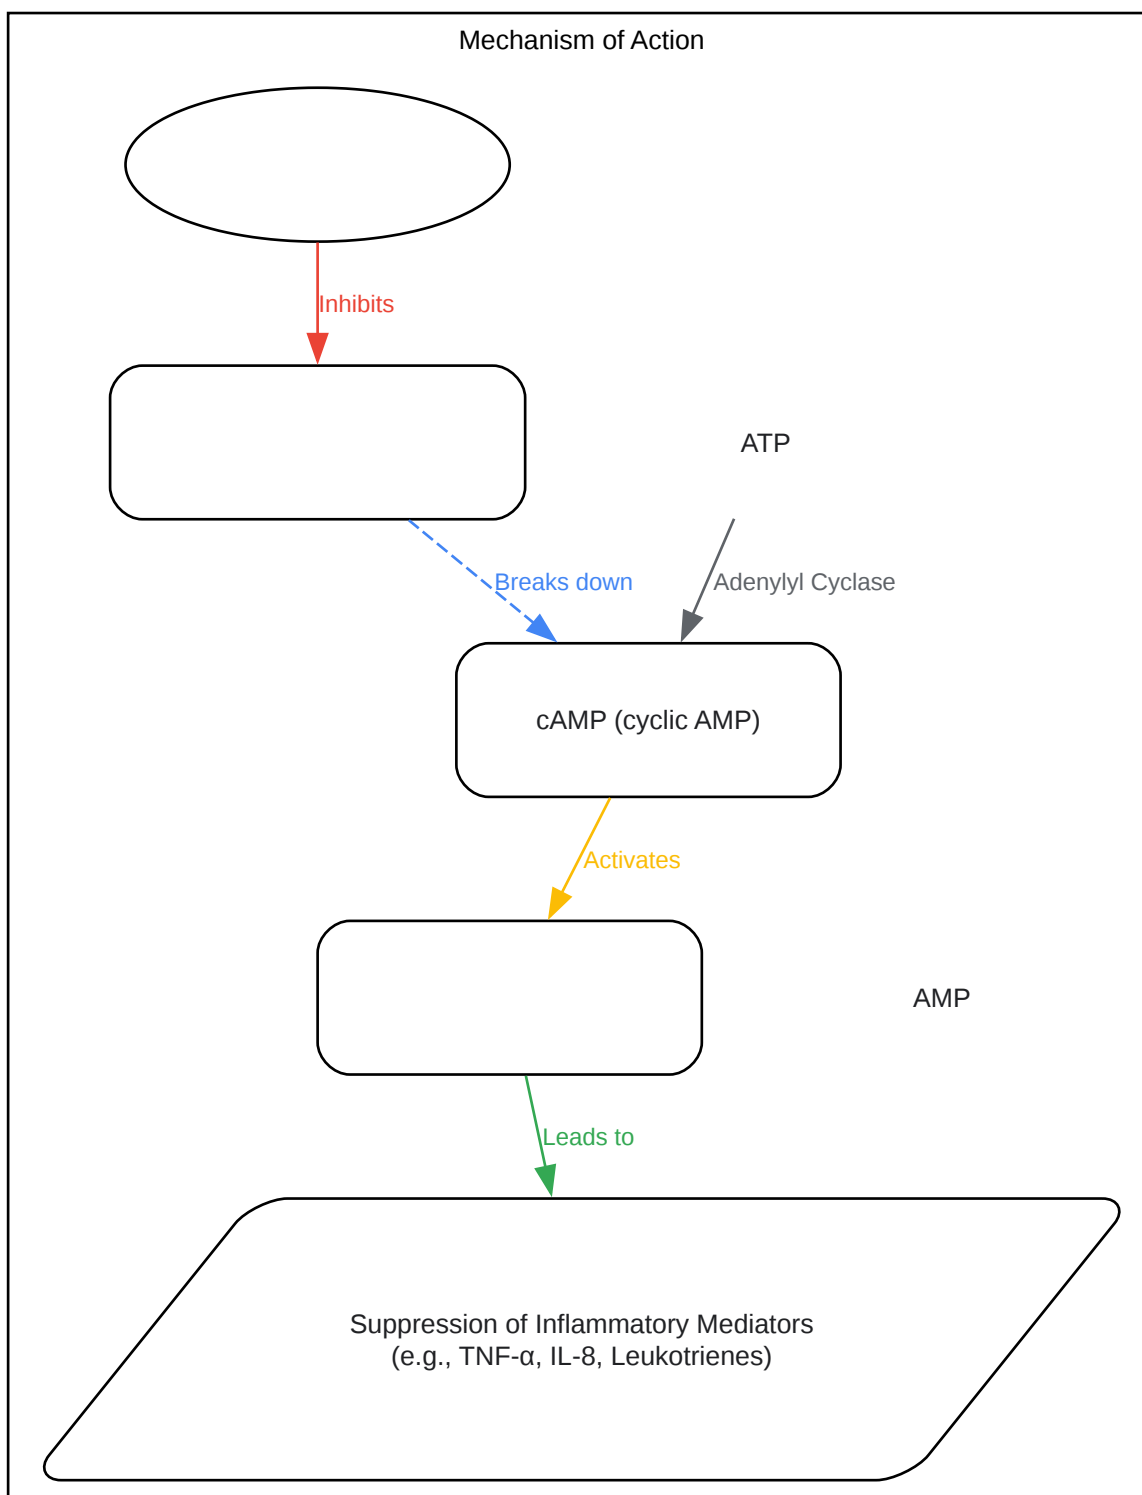 Mechanism of Action
Inhibits
ATP
Breaks down
Adenylyl Cyclase
cAMP (cyclic AMP)
Activates
AMP
Leads to
Suppression of Inflammatory Mediators
(e.g., TNF-α, IL-8, Leukotrienes)